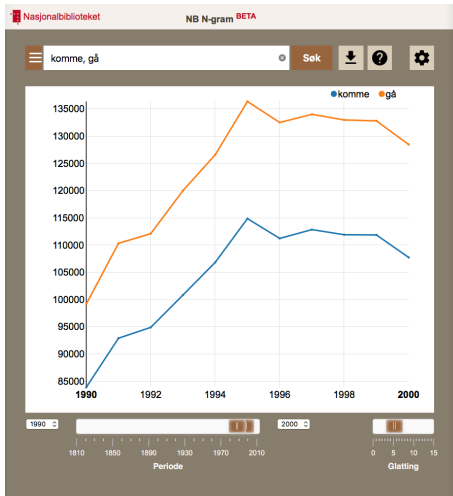 Nasjonalbiblioteket
NB N-gram BETA
komme, gå
Søk
komme gå
135000
130000
125000
120000
115000
110000
105000
100000
95000
90000
85000
1990 1992 1994 1996 1998 2000
1990 2000
1810 1850 1890 1930 1970 2010
0 5 10 15
Periode Glatting